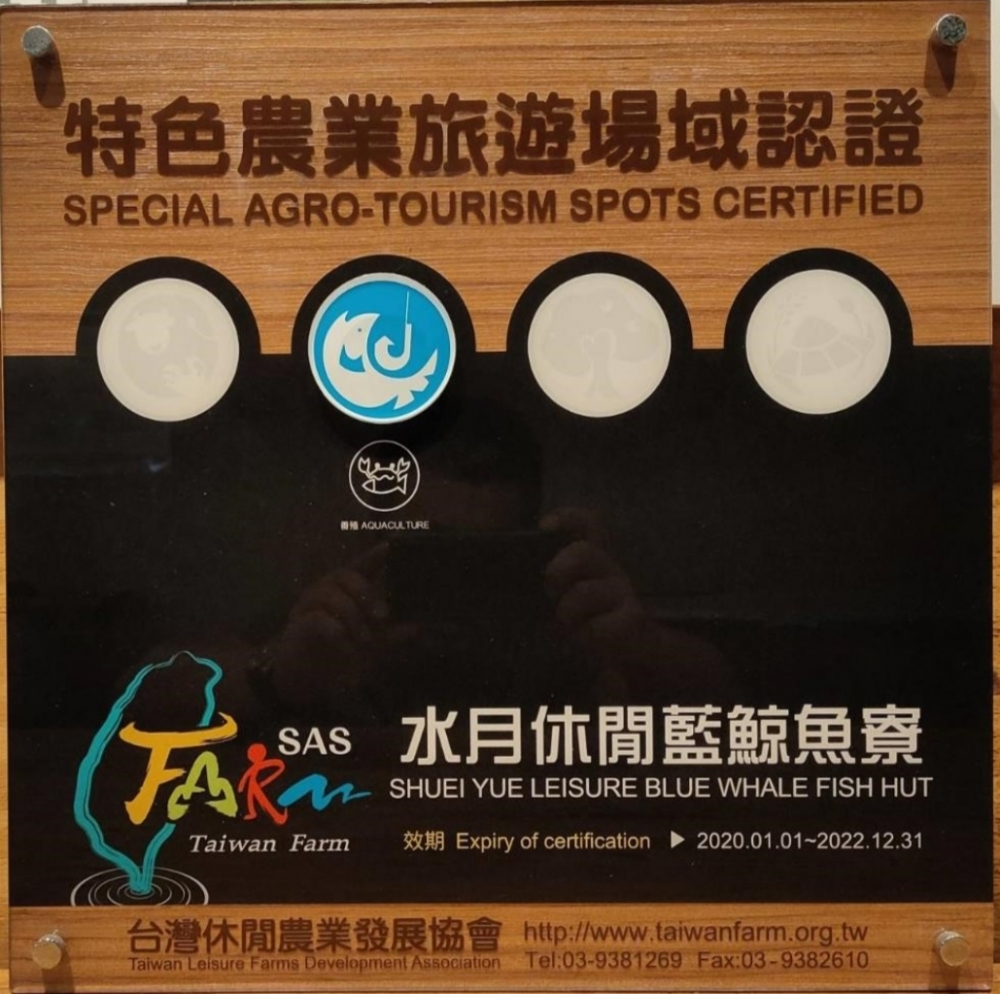 特色農業旅遊場域認證
SPECIAL AGRO-TOURISM SPOTS CERTIFIED
養殖 AQUACULTURE
FARM SAS
Taiwan Farm
水月休閒藍鯨魚寮
SHUEI YUE LEISURE BLUE WHALE FISH HUT
效期 Expiry of certification ▶ 2020.01.01~2022.12.31
台灣休閒農業發展協會 http://www.taiwanfarm.org.tw
Taiwan Leisure Farms Development Association Tel:03-9381269 Fax:03-9382610